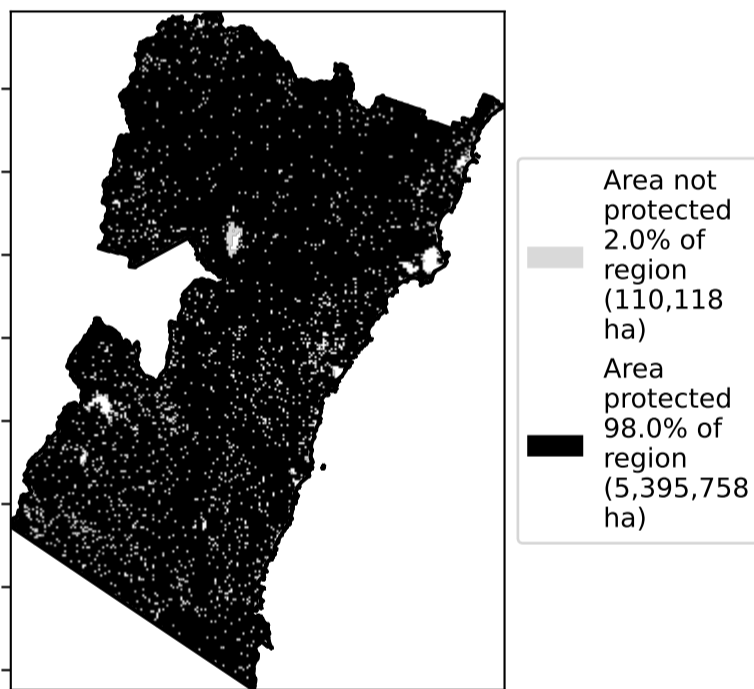 Area not
protected
2.0% of
region
(110,118
ha)
Area
protected
98.0% of
region
(5,395,758
ha)